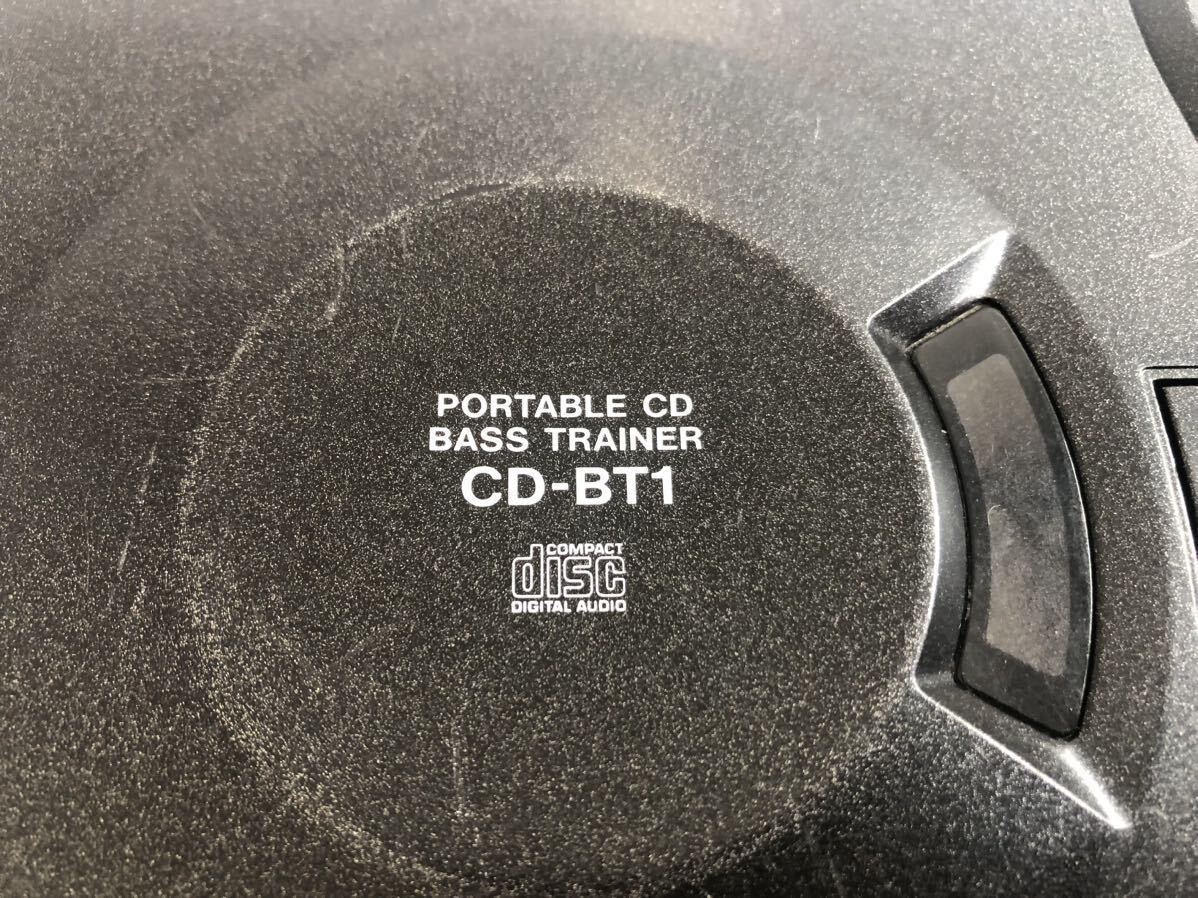 PORTABLE CD
BASS TRAINER
CD-BT1
COMPACT
disc
DIGITAL AUDIO